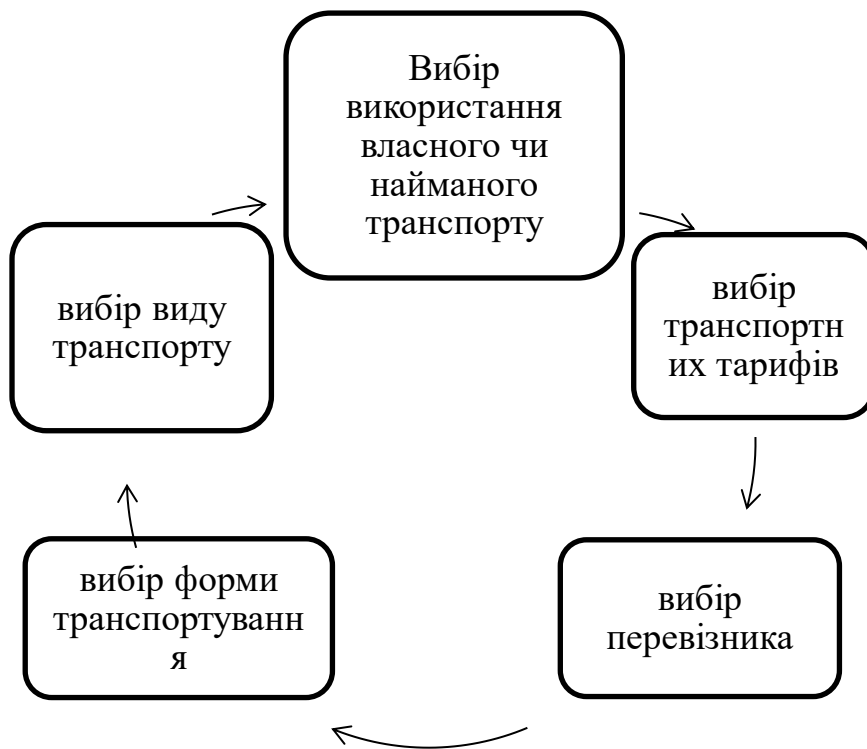 Вибір
використання
власного чи
найманого
транспорту
вибір
транспортн
их тарифів
вибір
перевізника
вибір форми
транспортуванн
я
вибір виду
транспорту